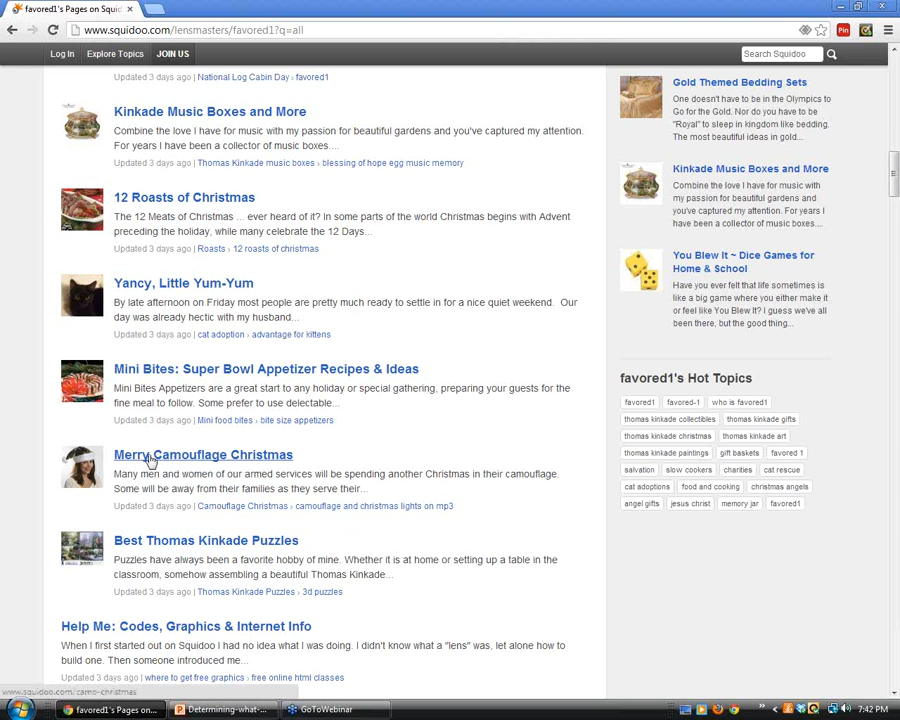 favored1's Pages on Squid
www.squidoo.com/lensmasters/favored1?q=all
Log In Explore Topics JOIN US
Search Squidoo
Updated 3 days ago | National Log Cabin Day › favored1
Kinkade Music Boxes and More
Combine the love I have for music with my passion for beautiful gardens and you've captured my attention.
For years I have been a collector of music boxes....
Updated 3 days ago | Thomas Kinkade music boxes › blessing of hope egg music memory
12 Roasts of Christmas
The 12 Meats of Christmas ... ever heard of it? In some parts of the world Christmas begins with Advent
preceding the holiday, while many celebrate the 12 Days...
Updated 3 days ago | Roasts › 12 roasts of christmas
Yancy, Little Yum-Yum
By late afternoon on Friday most people are pretty much ready to settle in for a nice quiet weekend. Our
day was already hectic with my husband...
Updated 3 days ago | cat adoption › advantage for kittens
Mini Bites: Super Bowl Appetizer Recipes & Ideas
Mini Bites Appetizers are a great start to any holiday or special gathering, preparing your guests for the
fine meal to follow. Some prefer to use delectable...
Updated 3 days ago | Mini food bites › bite size appetizers
Merry Camouflage Christmas
Many men and women of our armed services will be spending another Christmas in their camouflage.
Some will be away from their families as they serve their...
Updated 3 days ago | Camouflage Christmas › camouflage and christmas lights on mp3
Best Thomas Kinkade Puzzles
Puzzles have always been a favorite hobby of mine. Whether it is at home or setting up a table in the
classroom, somehow assembling a beautiful Thomas Kinkade...
Updated 3 days ago | Thomas Kinkade Puzzles › 3d puzzles
Help Me: Codes, Graphics & Internet Info
When I first started out on Squidoo I had no idea what I was doing. I didn't know what a "lens" was, let alone how to
build one. Then someone introduced me...
Updated 3 days ago | where to get free graphics › free online html classes
Gold Themed Bedding Sets
One doesn't have to be in the Olympics to
Go for the Gold. Nor do you have to be
"Royal" to sleep in kingdom like bedding.
The most beautiful ideas in gold...
Kinkade Music Boxes and More
Combine the love I have for music with my
passion for beautiful gardens and you've
captured my attention. For years I have
been a collector of music boxes....
You Blew It ~ Dice Games for
Home & School
Have you ever felt that life sometimes is
like a big game where you either make it
or feel like You Blew It? I guess we've all
been there, but the good thing...
favored1's Hot Topics
favored1 favored-1 who is favored1
thomas kinkade collectibles thomas kinkade gifts
thomas kinkade christmas thomas kinkade art
thomas kinkade paintings gift baskets favored 1
salvation slow cookers charities cat rescue
cat adoptions food and cooking christmas angels
angel gifts jesus christ memory jar favored1
www.squidoo.com/camo-christmas
favored1's Pages on... Determining-what-... GoToWebinar 7:42 PM